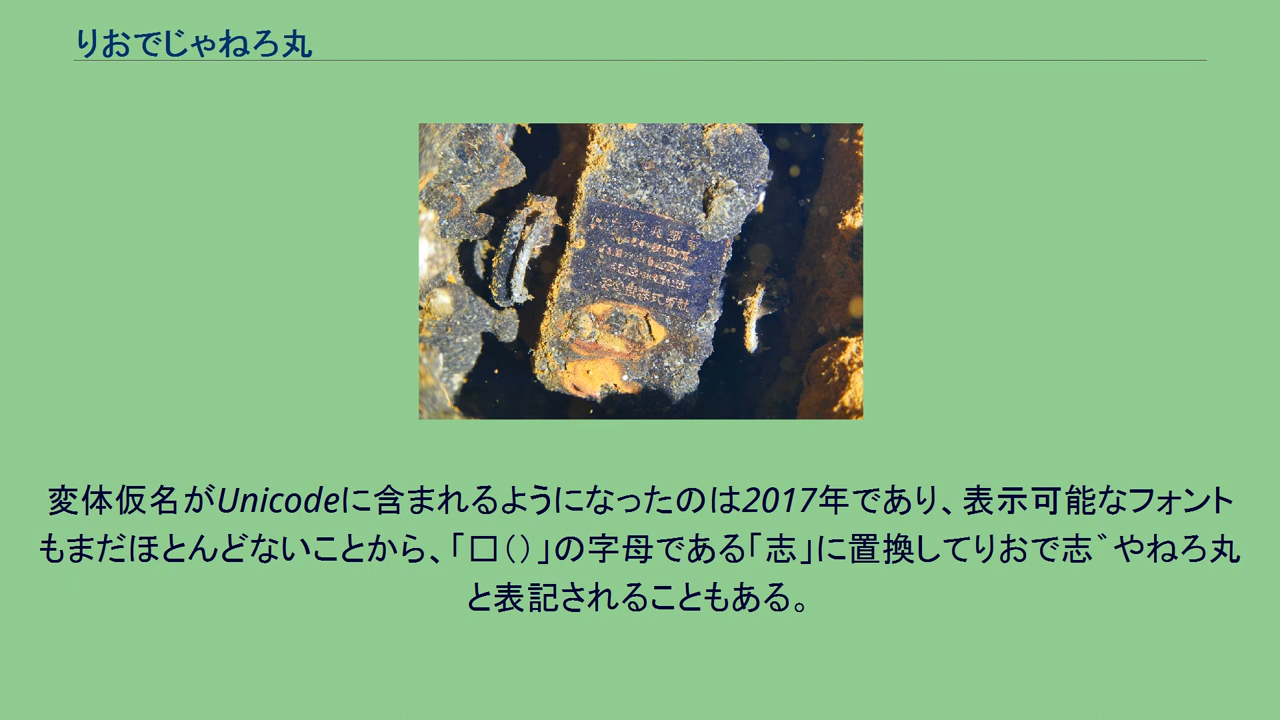 りおでじゃねろ丸
変体仮名がUnicodeに含まれるようになったのは2017年であり、表示可能なフォント
もまだほとんどないことから、「□（）」の字母である「志」に置換してりおで志゛やねろ丸
と表記されることもある。